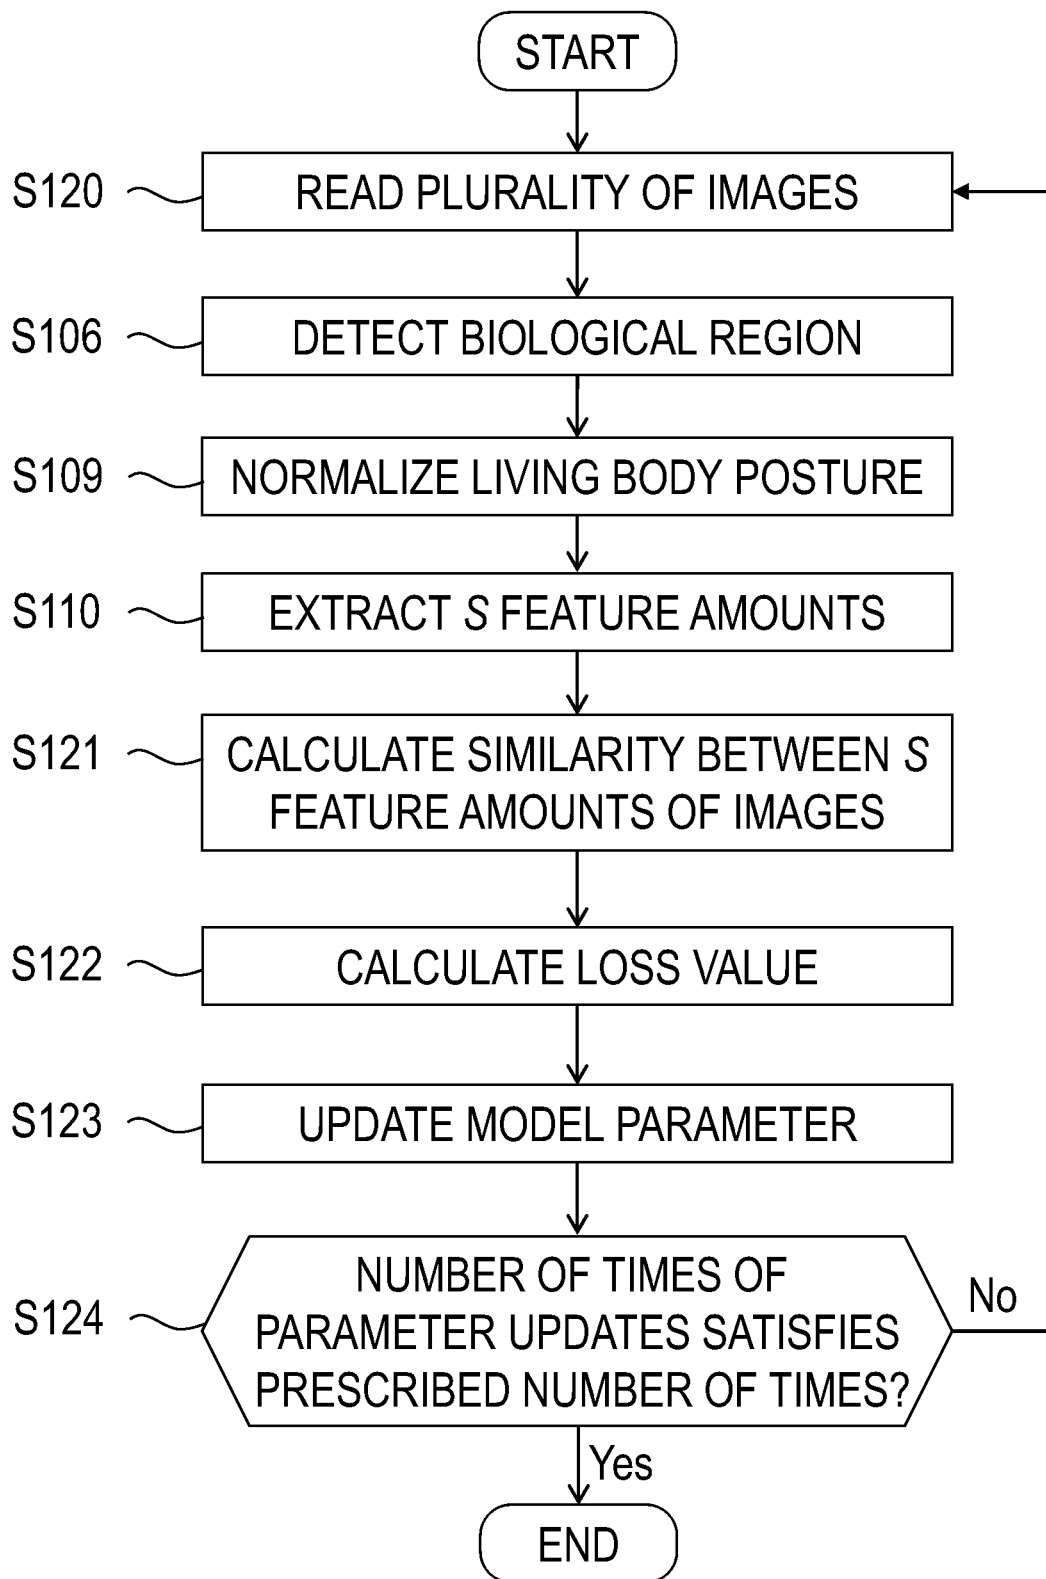 START
S120
READ PLURALITY OF IMAGES
S106
DETECT BIOLOGICAL REGION
S109
NORMALIZE LIVING BODY POSTURE
S110
EXTRACT S FEATURE AMOUNTS
S121
CALCULATE SIMILARITY BETWEEN S
FEATURE AMOUNTS OF IMAGES
S122
CALCULATE LOSS VALUE
S123
UPDATE MODEL PARAMETER
S124
NUMBER OF TIMES OF
PARAMETER UPDATES SATISFIES
PRESCRIBED NUMBER OF TIMES?
No
Yes
END